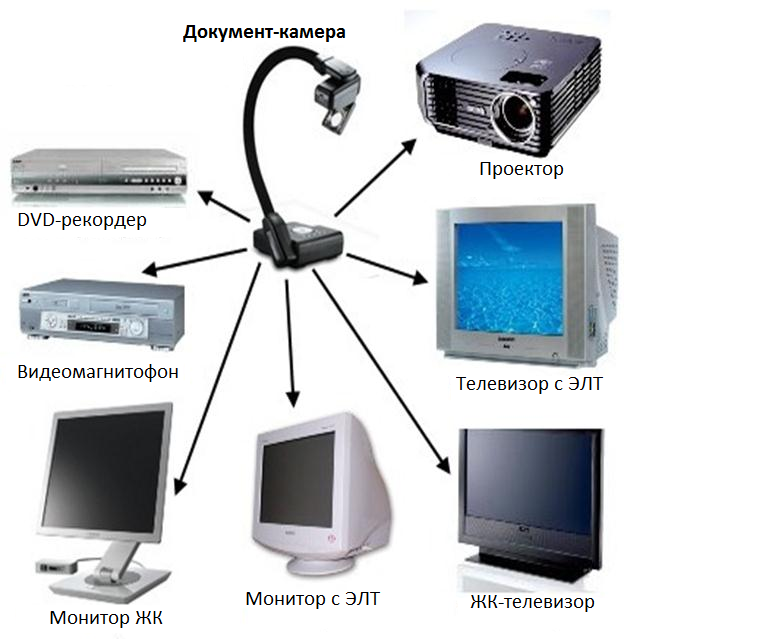 Документ-камера
Проектор
DVD-рекордер
Видеомагнитофон
Телевизор с ЭЛТ
Монитор ЖК
Монитор с ЭЛТ
ЖК-телевизор